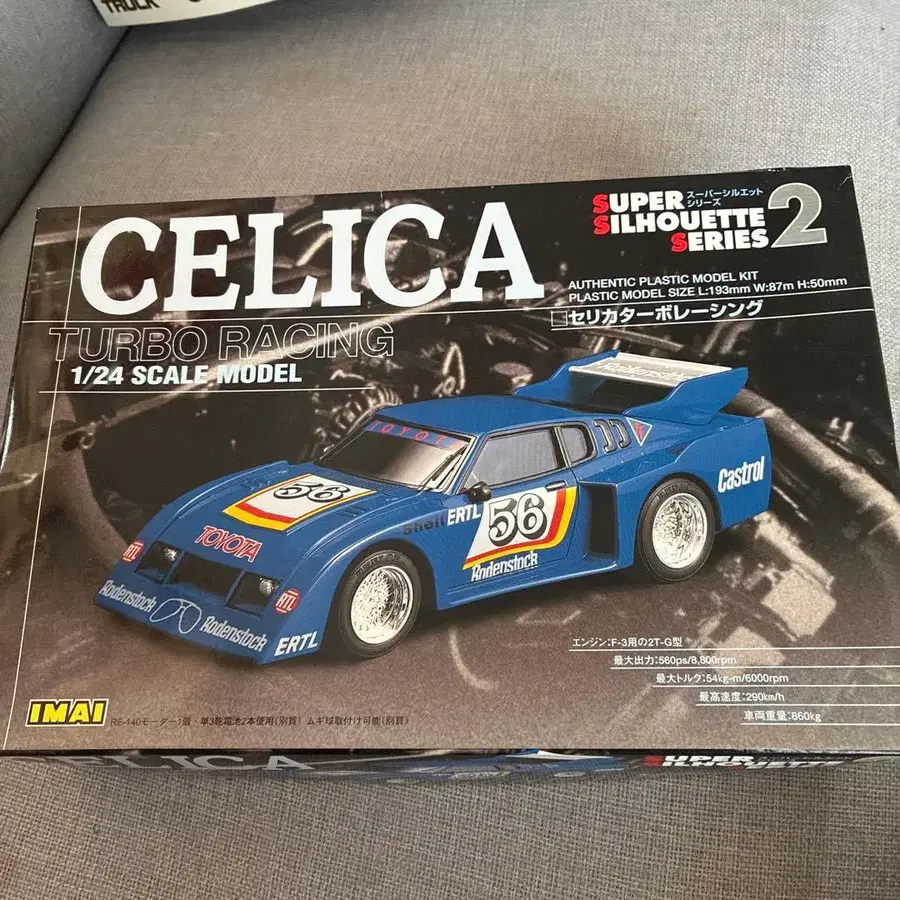 TRUCK
CELICA
TURBO RACING
1/24 SCALE MODEL
SUPER
SILHOUETTE
SERIES
スーパーシルエット
シリーズ
2
AUTHENTIC PLASTIC MODEL KIT
PLASTIC MODEL SIZE L:193mm W:87m H:50mm
セリカターボレーシング
TOYOTA
Rodenstock
56
Shell
ERTL
56
Castrol
TOYOTA
Rodenstock
RTL
RTL
Rodenstock
Rodenstock
ERTL
エンジン:F-3用の2T-G型
最大出力:560ps/8,800rpm
最大トルク:54kg-m/6000rpm
最高速度:290km/h
車両重量:860kg
IMAI
RE-440モーター1個・単3乾電池2本使用(別買) ムギ球取付け可能(別買)
CELICA
SUPER
SILHOUETTE